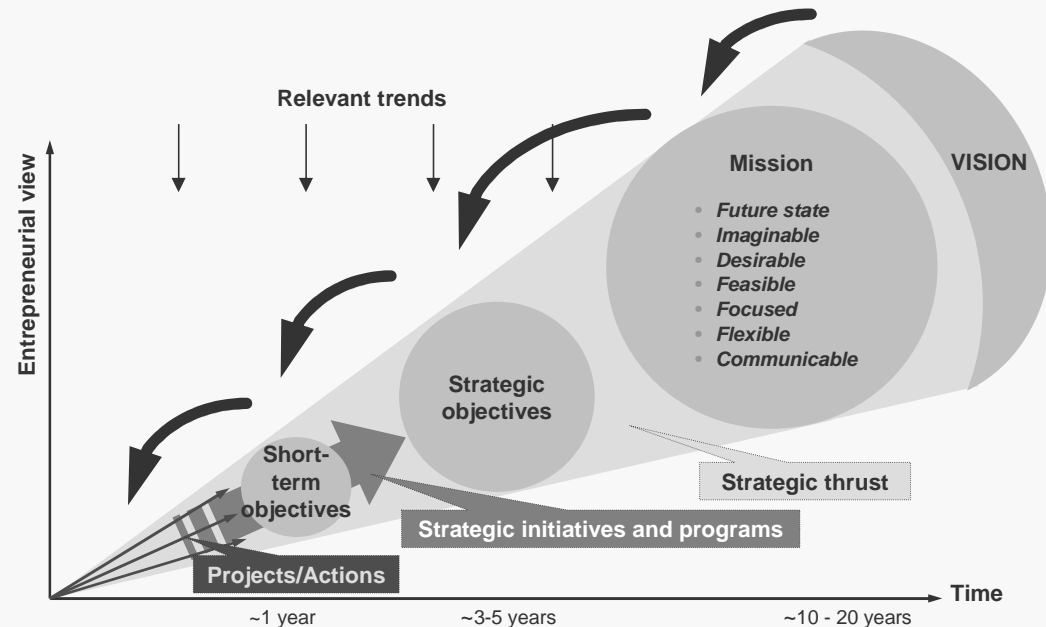 Relevant trends
Entrepreneurial view
Mission
VISION
• Future state
• Imaginable
• Desirable
• Feasible
• Focused
• Flexible
• Communicable
Strategic
objectives
Short-
term
objectives
Strategic thrust
Strategic initiatives and programs
Projects/Actions
Time
~1 year
~3-5 years
~10 - 20 years